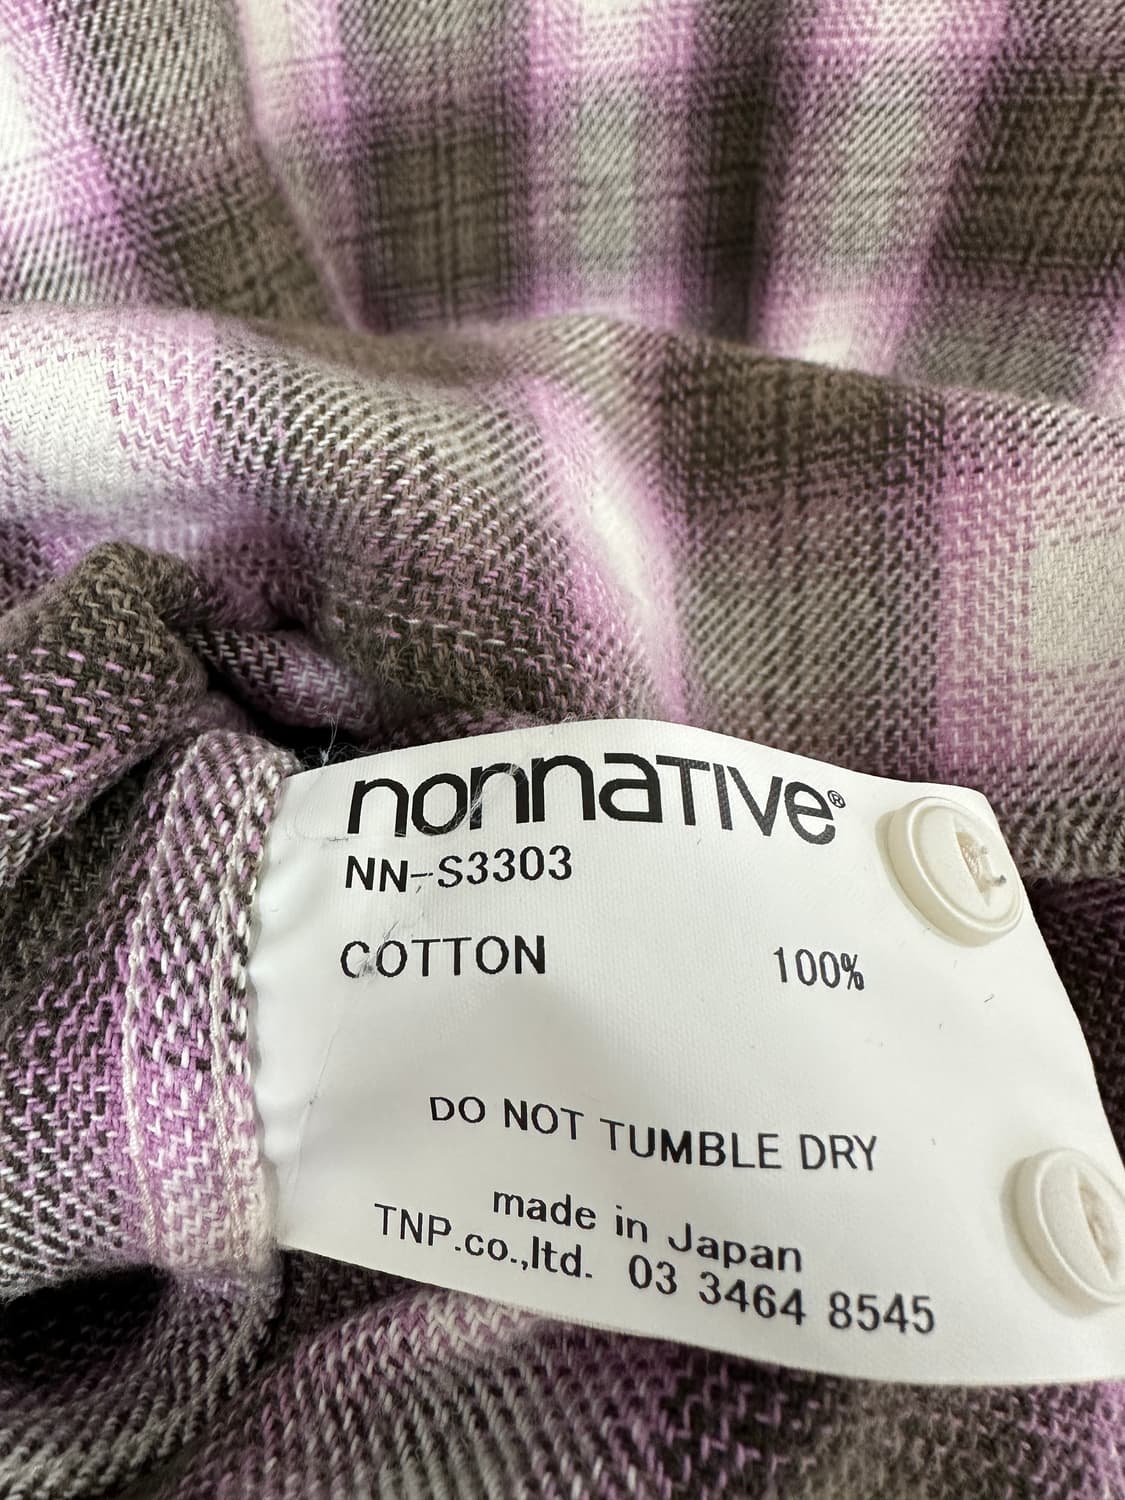 nonnaTIVe®
NN-S3303
COTTON 100%
DO NOT TUMBLE DRY
made in Japan
TNP.co.,ltd. 03 3464 8545